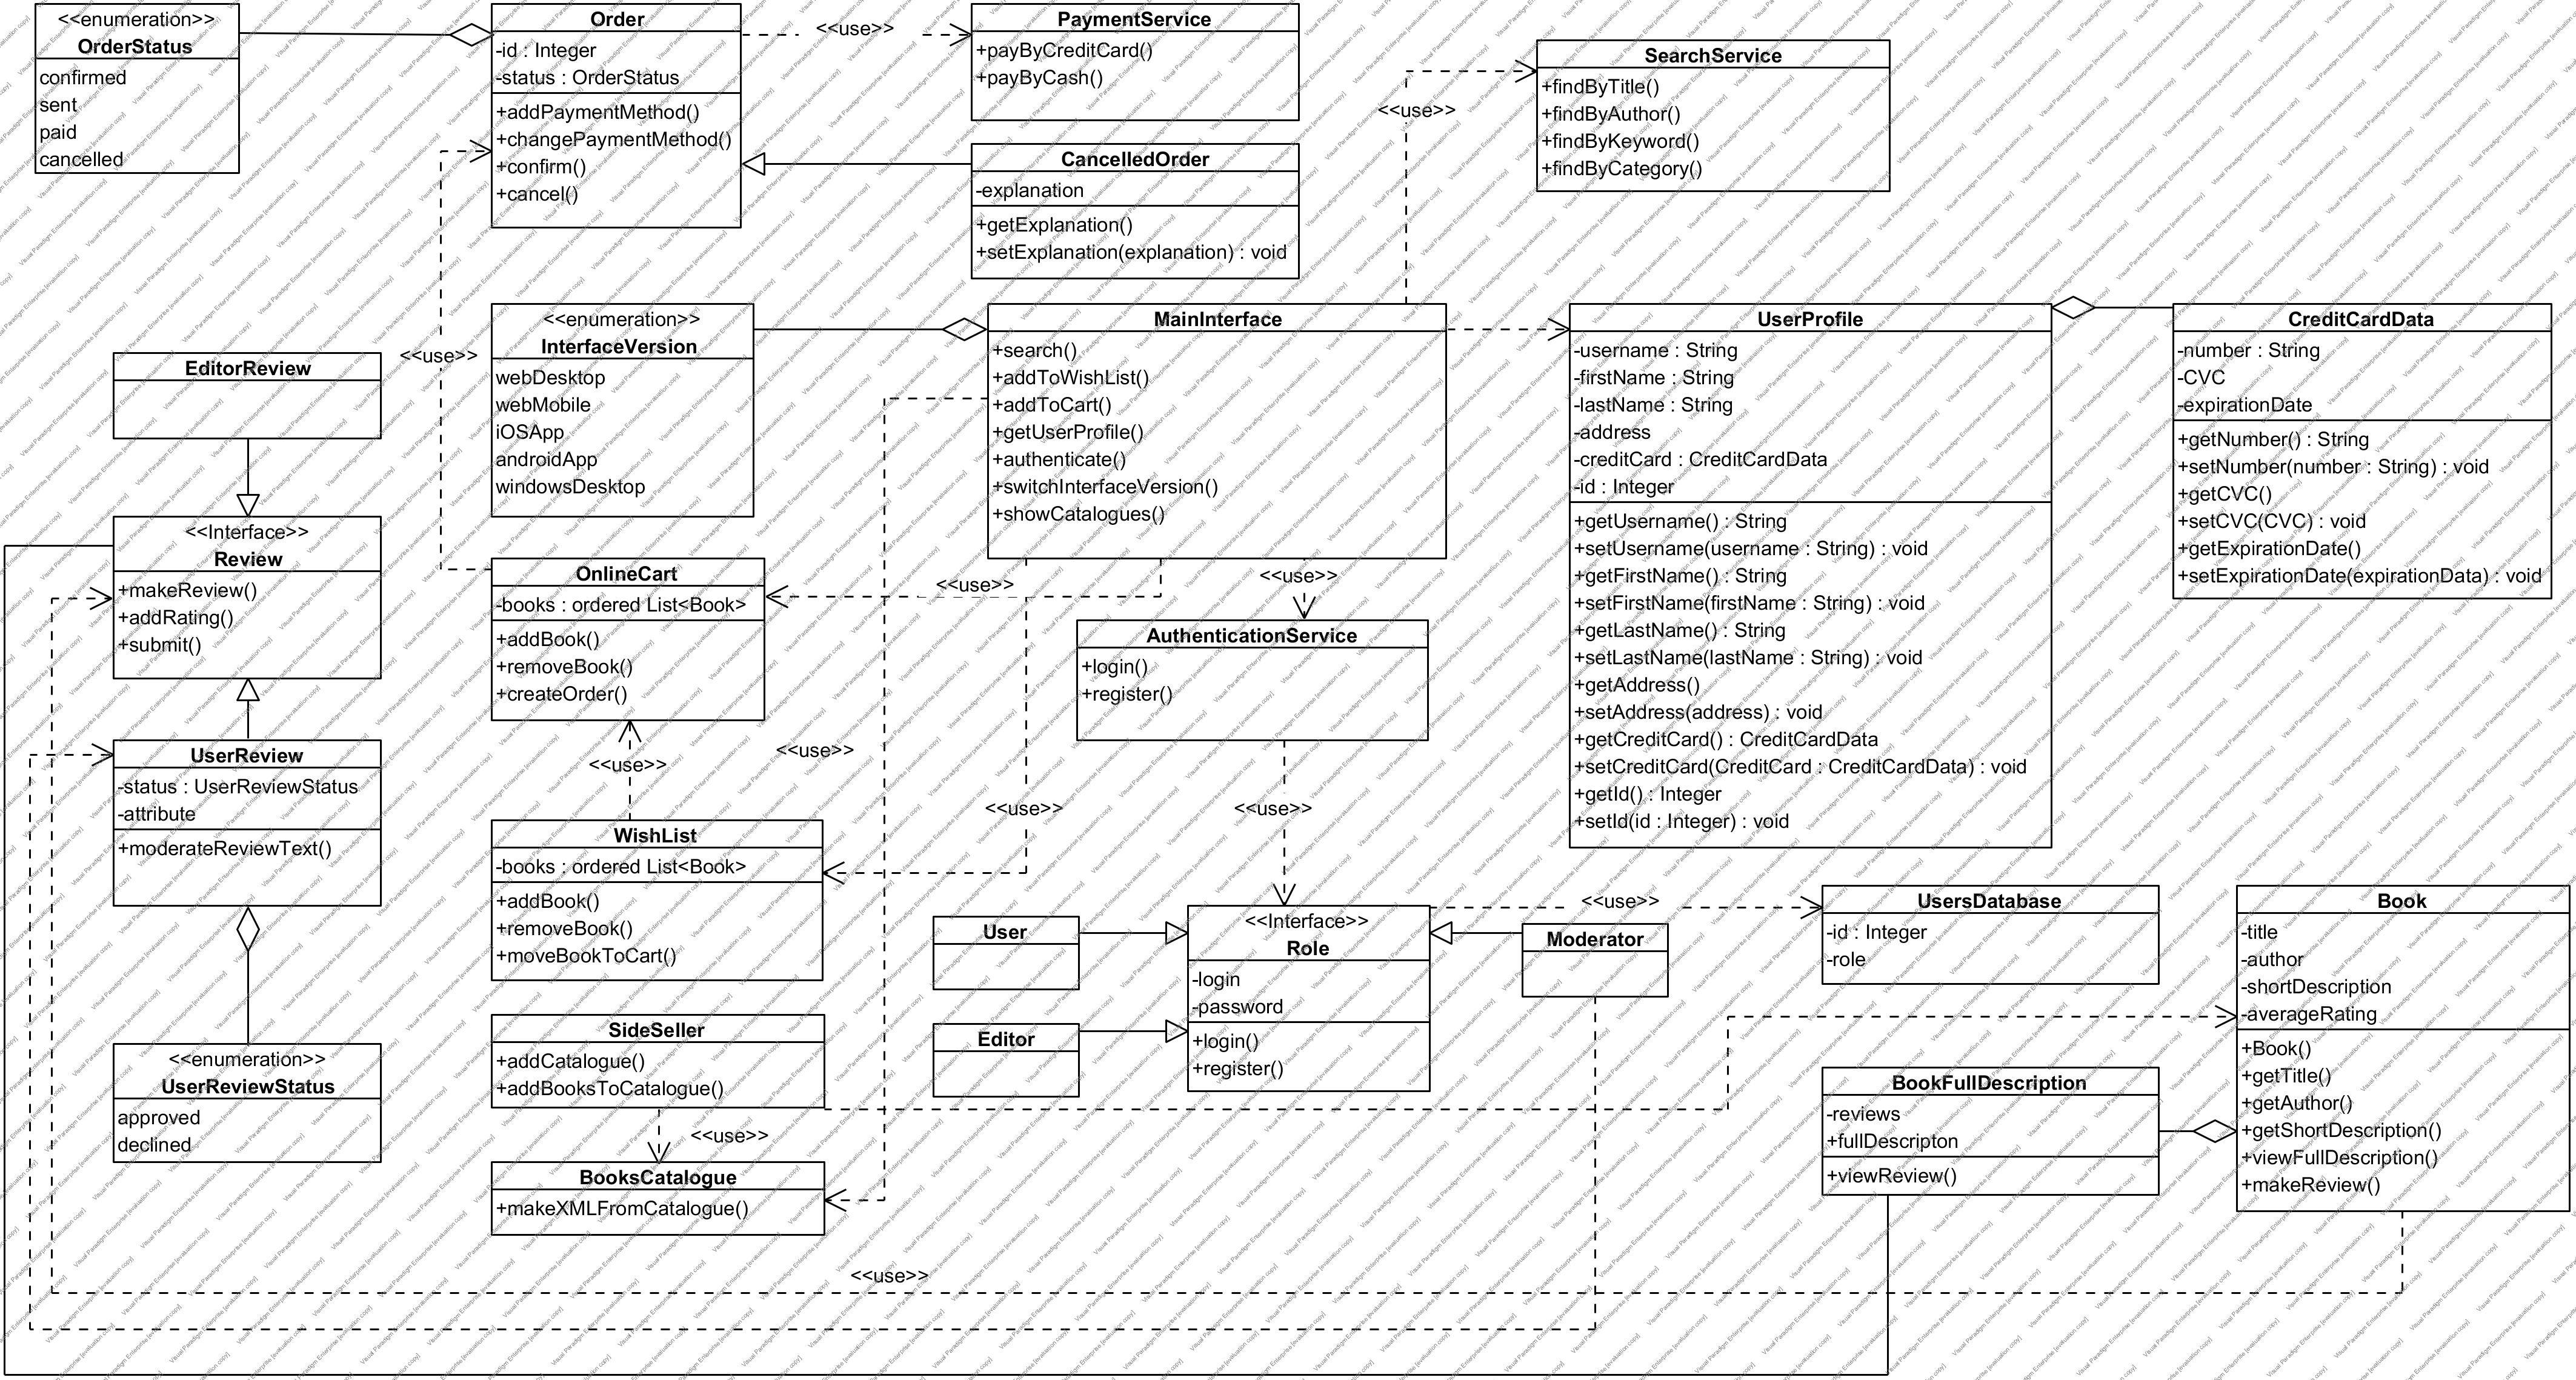 <<enumeration>>
OrderStatus
confirmed
sent
paid
cancelled
Order
-id : Integer
-status : OrderStatus
+addPaymentMethod()
+changePaymentMethod()
+confirm()
+cancel()
<<use>>
PaymentService
+payByCreditCard()
+payByCash()
CancelledOrder
-explanation
+getExplanation()
+setExplanation(explanation) : void
SearchService
+findByTitle()
+findByAuthor()
+findByKeyword()
+findByCategory()
<<use>>
<<use>>
EditorReview
<<enumeration>>
InterfaceVersion
webDesktop
webMobile
iOSApp
androidApp
windowsDesktop
MainInterface
+search()
+addToWishList()
+addToCart()
+getUserProfile()
+authenticate()
+switchInterfaceVersion()
+showCatalogues()
UserProfile
-username : String
-firstName : String
-lastName : String
-address
-creditCard : CreditCardData
-id : Integer
+getUsername() : String
+setUsername(username : String) : void
+getFirstName() : String
+setFirstName(firstName : String) : void
+getLastName() : String
+setLastName(lastName : String) : void
+getAddress()
+setAddress(address) : void
+getCreditCard() : CreditCardData
+setCreditCard(CreditCard : CreditCardData) : void
+getId() : Integer
+setId(id : Integer) : void
CreditCardData
-number : String
-CVC
-expirationDate
+getNumber() : String
+setNumber(number : String) : void
+getCVC()
+setCVC(CVC) : void
+getExpirationDate()
+setExpirationDate(expirationData) : void
<<Interface>>
Review
+makeReview()
+addRating()
+submit()
OnlineCart
-books : ordered List<Book>
+addBook()
+removeBook()
+createOrder()
<<use>>
<<use>>
AuthenticationService
+login()
+register()
UserReview
-status : UserReviewStatus
-attribute
+moderateReviewText()
<<use>>
<<use>>
<<use>>
<<use>>
WishList
-books : ordered List<Book>
+addBook()
+removeBook()
+moveBookToCart()
User
Editor
<<Interface>>
Role
-login
-password
+login()
+register()
<<use>>
Moderator
UsersDatabase
-id : Integer
-role
Book
-title
-author
-shortDescription
-averageRating
+Book()
+getTitle()
+getAuthor()
+getShortDescription()
+viewFullDescription()
+makeReview()
<<enumeration>>
UserReviewStatus
approved
declined
SideSeller
+addCatalogue()
+addBooksToCatalogue()
<<use>>
BooksCatalogue
+makeXMLFromCatalogue()
BookFullDescription
-reviews
+fullDescripton
+viewReview()
<<use>>
Visual Paradigm Enterprise [evaluation copy]